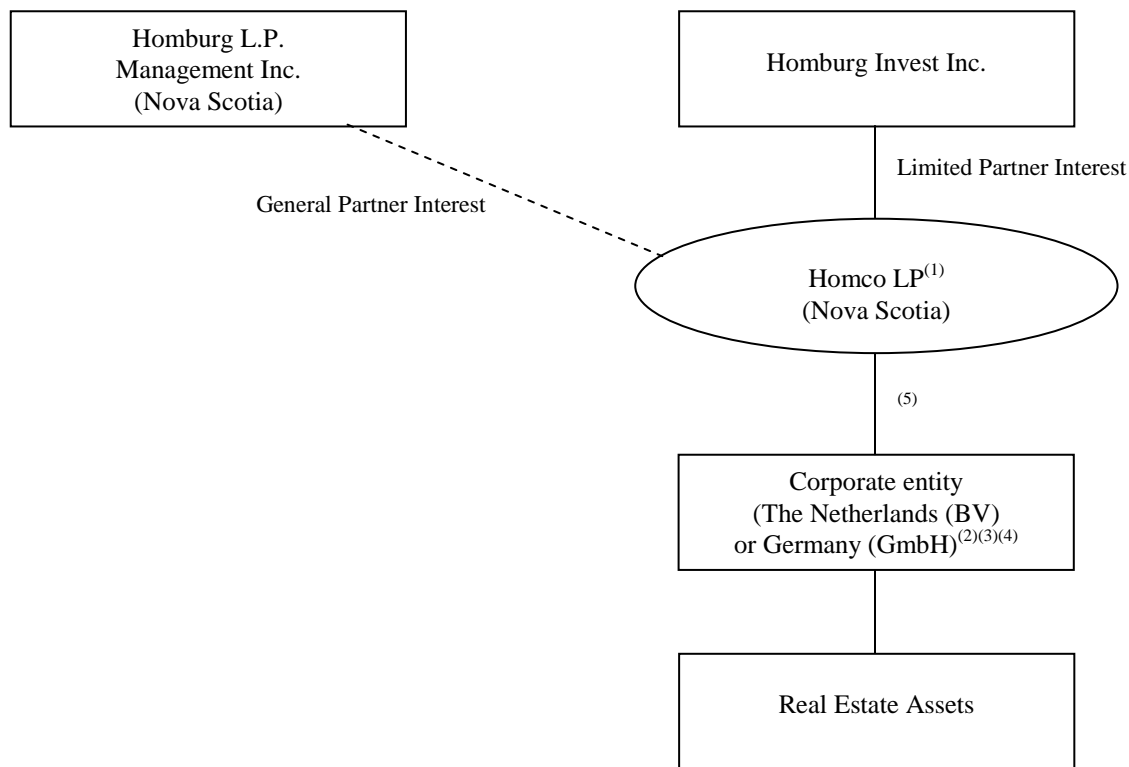 Homburg L.P.
Management Inc.
(Nova Scotia)
Homburg Invest Inc.
Limited Partner Interest
General Partner Interest
Homco LP(1)
(Nova Scotia)
(5)
Corporate entity
(The Netherlands (BV)
or Germany (GmbH)(2)(3)(4)
Real Estate Assets